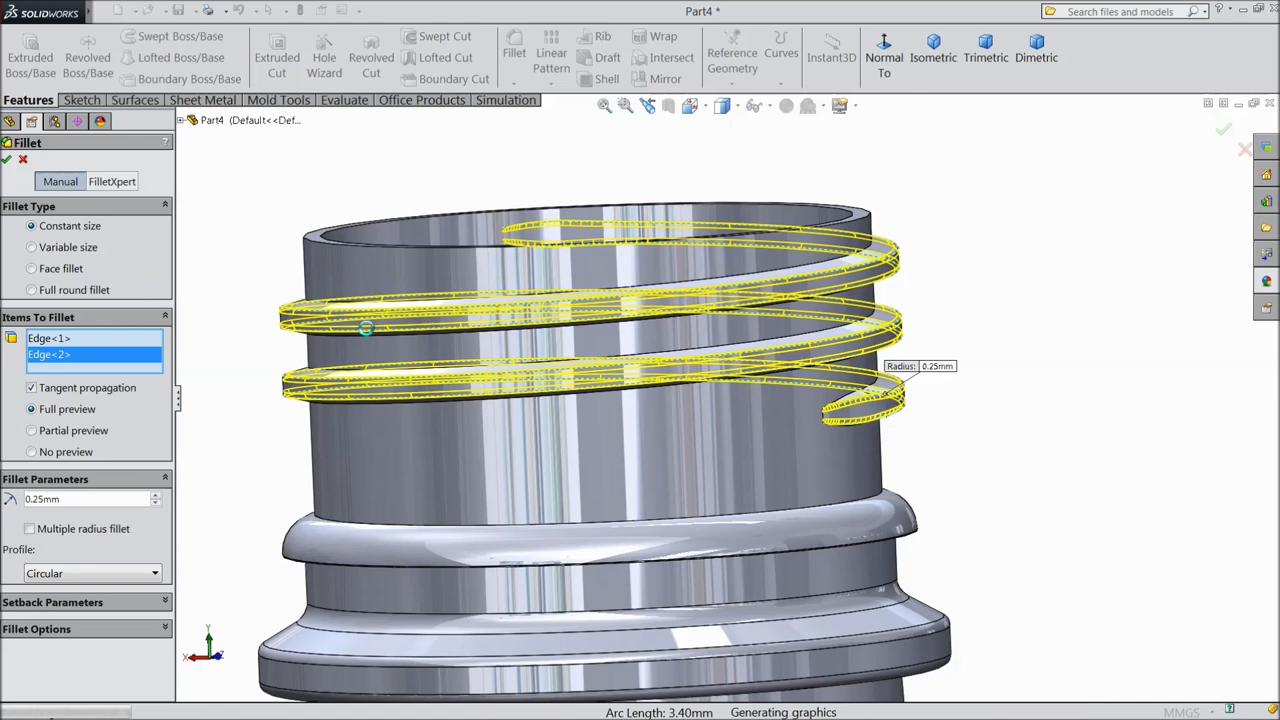 SOLIDWORKS
Part4 *
Search files and models
Extruded Boss/Base
Revolved Boss/Base
Swept Boss/Base
Lofted Boss/Base
Boundary Boss/Base
Extruded Cut
Hole Wizard
Revolved Cut
Swept Cut
Lofted Cut
Boundary Cut
Fillet
Linear Pattern
Rib
Draft
Shell
Wrap
Intersect
Mirror
Reference Geometry
Curves
Instant3D
Normal To
Isometric
Trimetric
Dimetric
Features
Sketch
Surfaces
Sheet Metal
Mold Tools
Evaluate
Office Products
Simulation
Part4 (Default<<Def...
Fillet
?
Manual
FilletXpert
Fillet Type
Constant size
Variable size
Face fillet
Full round fillet
Items To Fillet
Edge<1>
Edge<2>
Tangent propagation
Full preview
Partial preview
No preview
Fillet Parameters
0.25mm
Multiple radius fillet
Profile:
Circular
Setback Parameters
Fillet Options
Radius: 0.25mm
Y
X
Z
Arc Length: 3.40mm
Generating graphics
MMGS